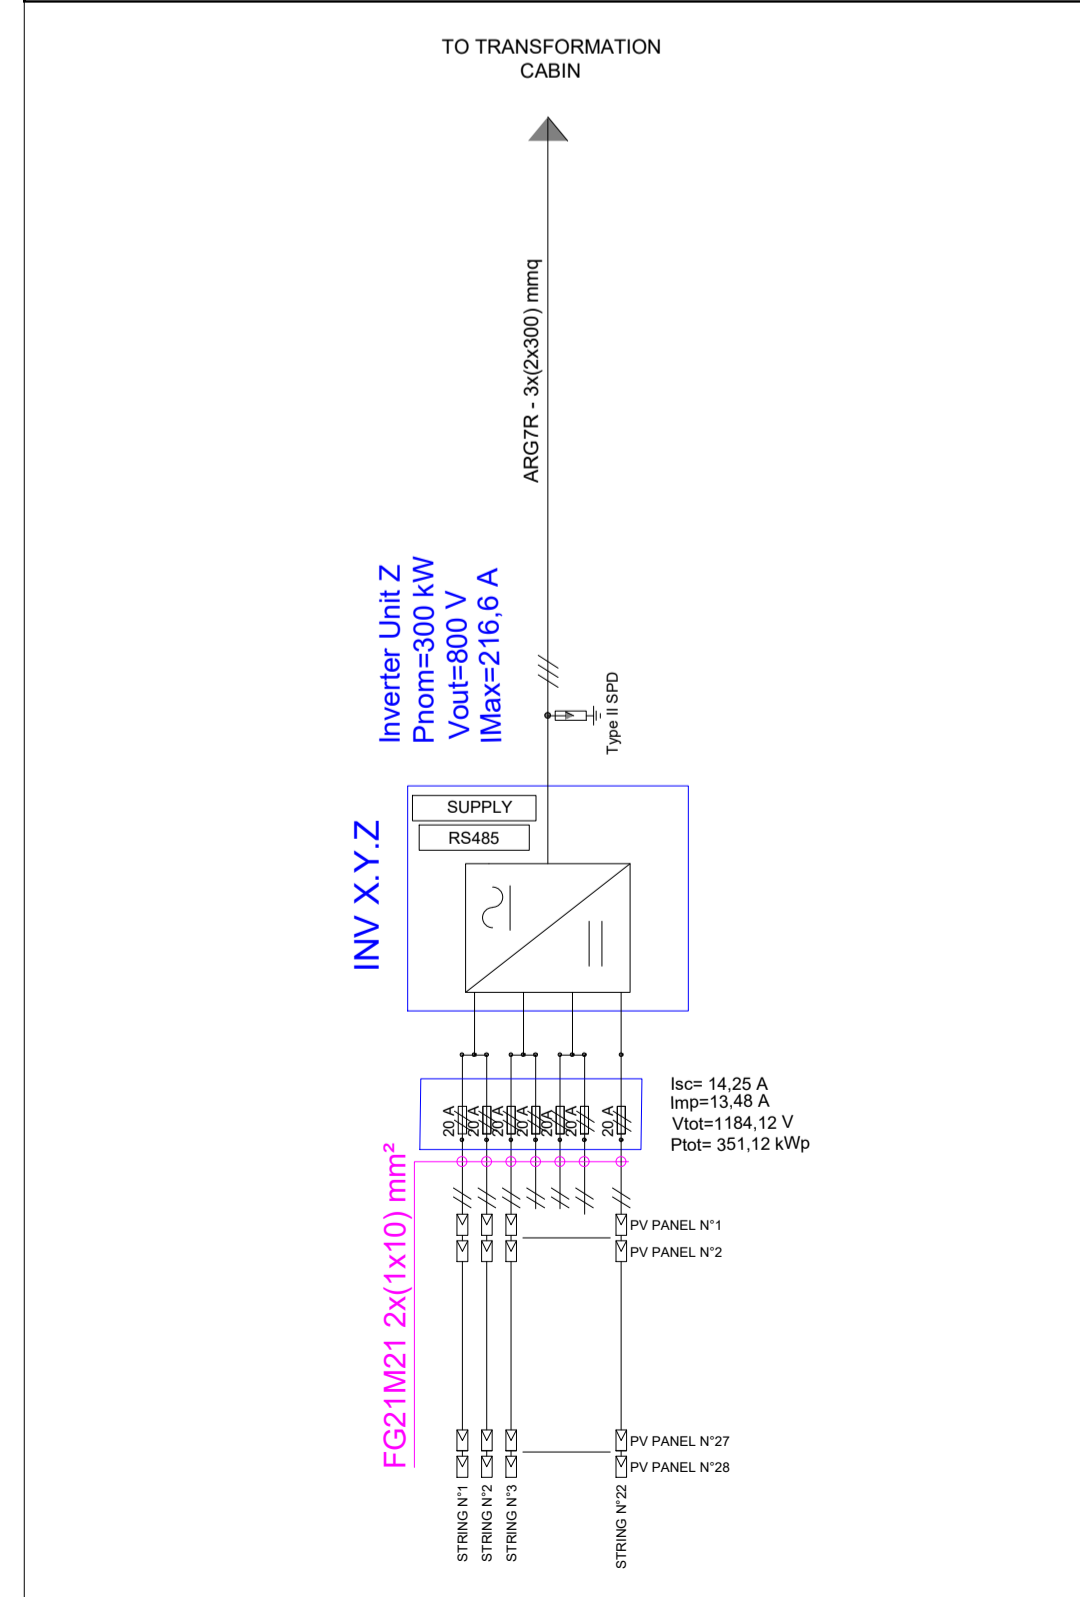 TO TRANSFORMATION
CABIN
ARG7R - 3x(2x300) mmq
Inverter Unit Z
Pnom=300 kW
Vout=800 V
IMax=216,6 A
Type II SPD
INV X.Y.Z
SUPPLY
RS485
20 A
20 A
20 A
20 A
20A
20 A
20 A
Isc= 14,25 A
Imp=13,48 A
Vtot=1184,12 V
Ptot= 351,12 kWp
FG21M21 2x(1x10) mm²
PV PANEL N°1
PV PANEL N°2
PV PANEL N°27
PV PANEL N°28
STRING N°1
STRING N°2
STRING N°3
STRING N°22